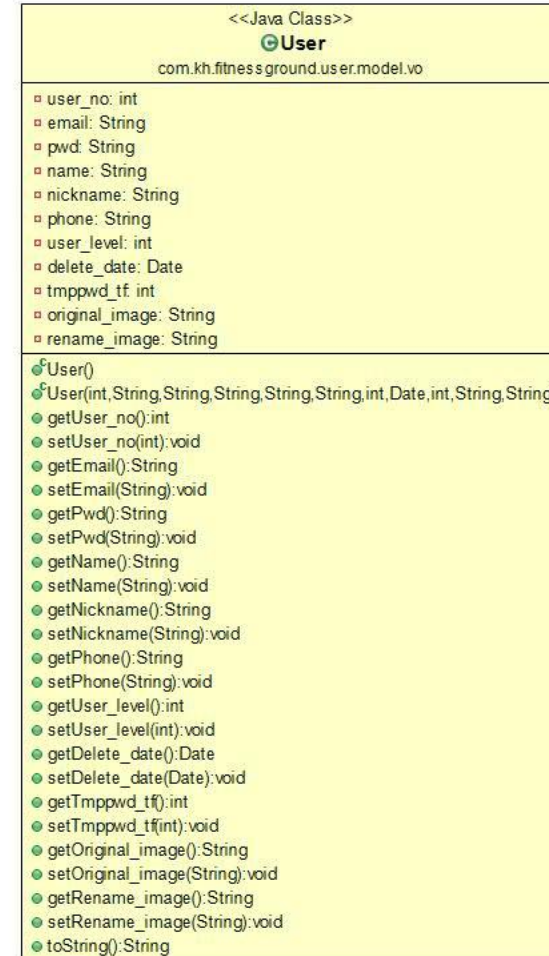 <<Java Class>>
User
com.kh.fitnessground.user.model.vo
user_no: int
email: String
pwd: String
name: String
nickname: String
phone: String
user_level: int
delete_date: Date
tmppwd_tf: int
original_image: String
rename_image: String
User()
User(int,String,String,String,String,String,int,Date,int,String,String
getUser_no():int
setUser_no(int):void
getEmail():String
setEmail(String):void
getPwd():String
setPwd(String):void
getName():String
setName(String):void
getNickname():String
setNickname(String):void
getPhone():String
setPhone(String):void
getUser_level():int
setUser_level(int):void
getDelete_date():Date
setDelete_date(Date):void
getTmppwd_tf():int
setTmppwd_tf(int):void
getOriginal_image():String
setOriginal_image(String):void
getRename_image():String
setRename_image(String):void
toString():String